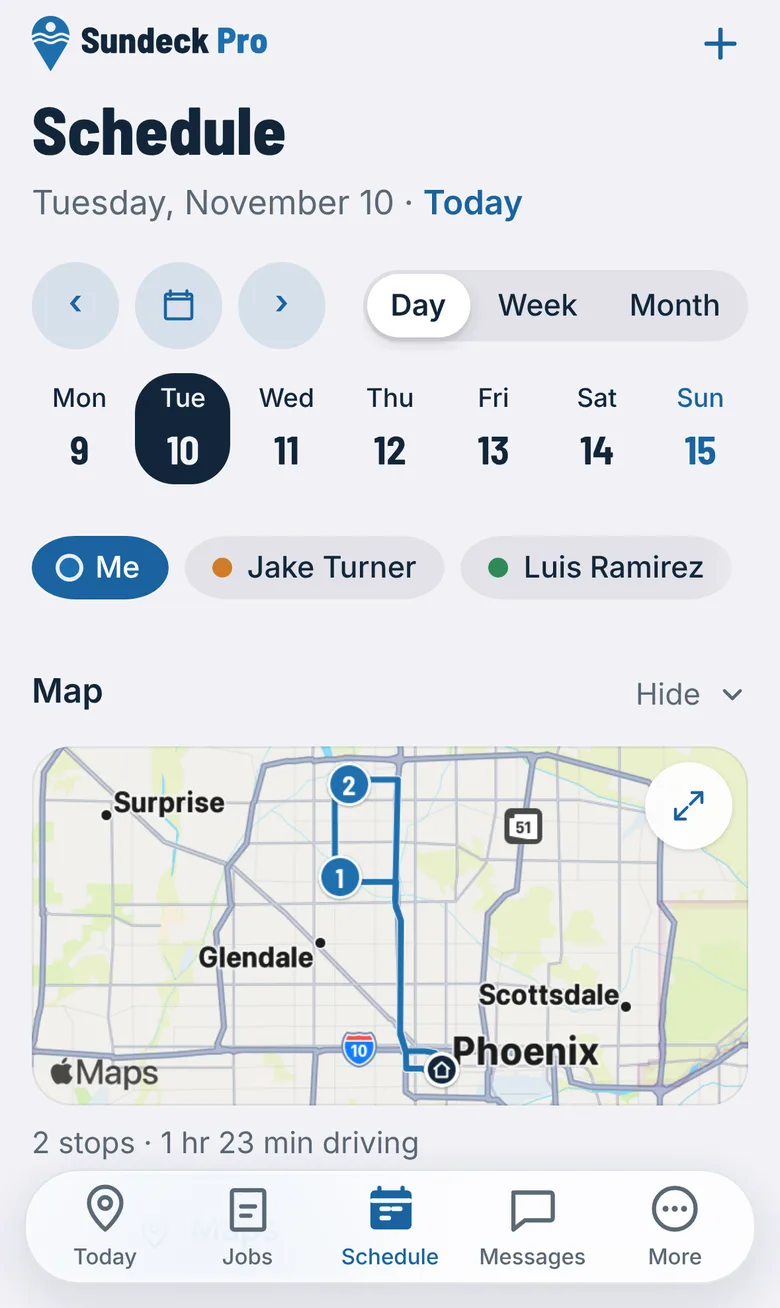 Sundeck Pro
Schedule
Tuesday, November 10 · Today
Day Week Month
Mon Tue Wed Thu Fri Sat Sun
9 10 11 12 13 14 15
Me Jake Turner Luis Ramirez
Map Hide
2
Surprise
51
1
Glendale
Scottsdale
10
Phoenix
Maps
2 stops · 1 hr 23 min driving
Maps
Today Jobs Schedule Messages More